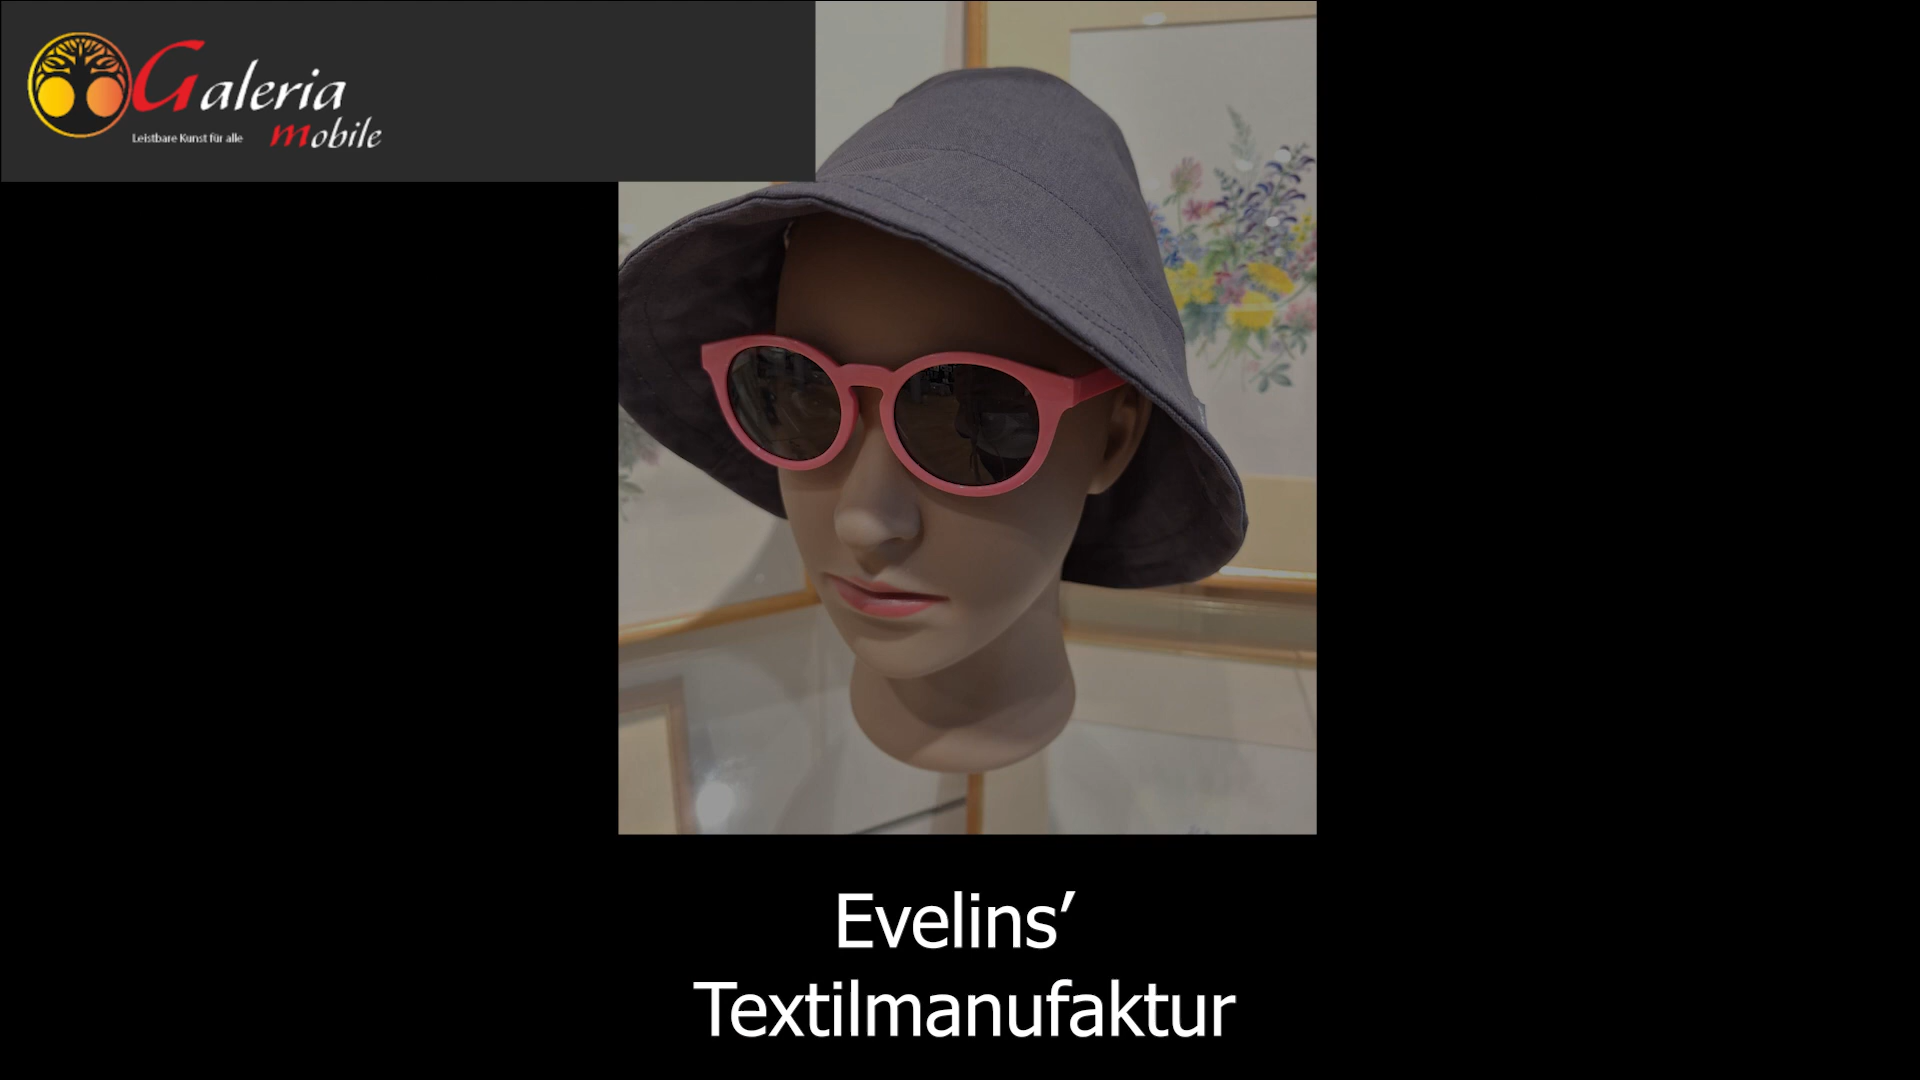 Galeria
Leistbare Kunst für alle
mobile
Evelins’
Textilmanufaktur